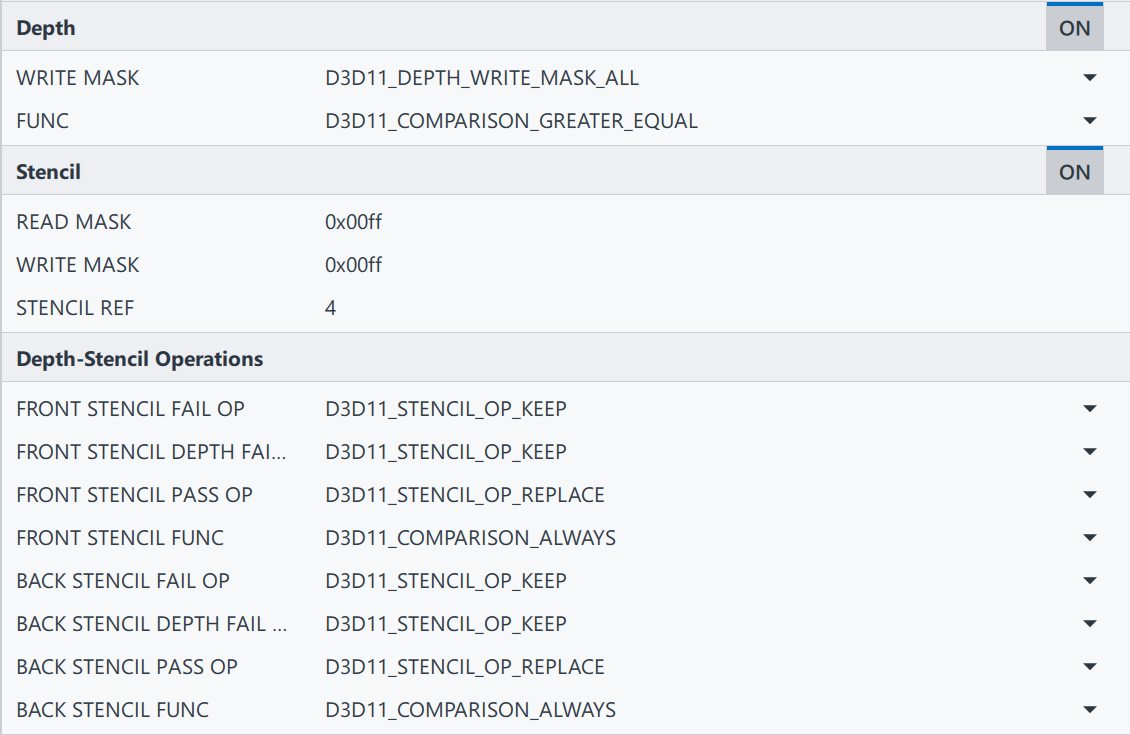 Depth ON
WRITE MASK D3D11_DEPTH_WRITE_MASK_ALL
FUNC D3D11_COMPARISON_GREATER_EQUAL
Stencil ON
READ MASK 0x00ff
WRITE MASK 0x00ff
STENCIL REF 4
Depth-Stencil Operations
FRONT STENCIL FAIL OP D3D11_STENCIL_OP_KEEP
FRONT STENCIL DEPTH FAI... D3D11_STENCIL_OP_KEEP
FRONT STENCIL PASS OP D3D11_STENCIL_OP_REPLACE
FRONT STENCIL FUNC D3D11_COMPARISON_ALWAYS
BACK STENCIL FAIL OP D3D11_STENCIL_OP_KEEP
BACK STENCIL DEPTH FAIL ... D3D11_STENCIL_OP_KEEP
BACK STENCIL PASS OP D3D11_STENCIL_OP_REPLACE
BACK STENCIL FUNC D3D11_COMPARISON_ALWAYS